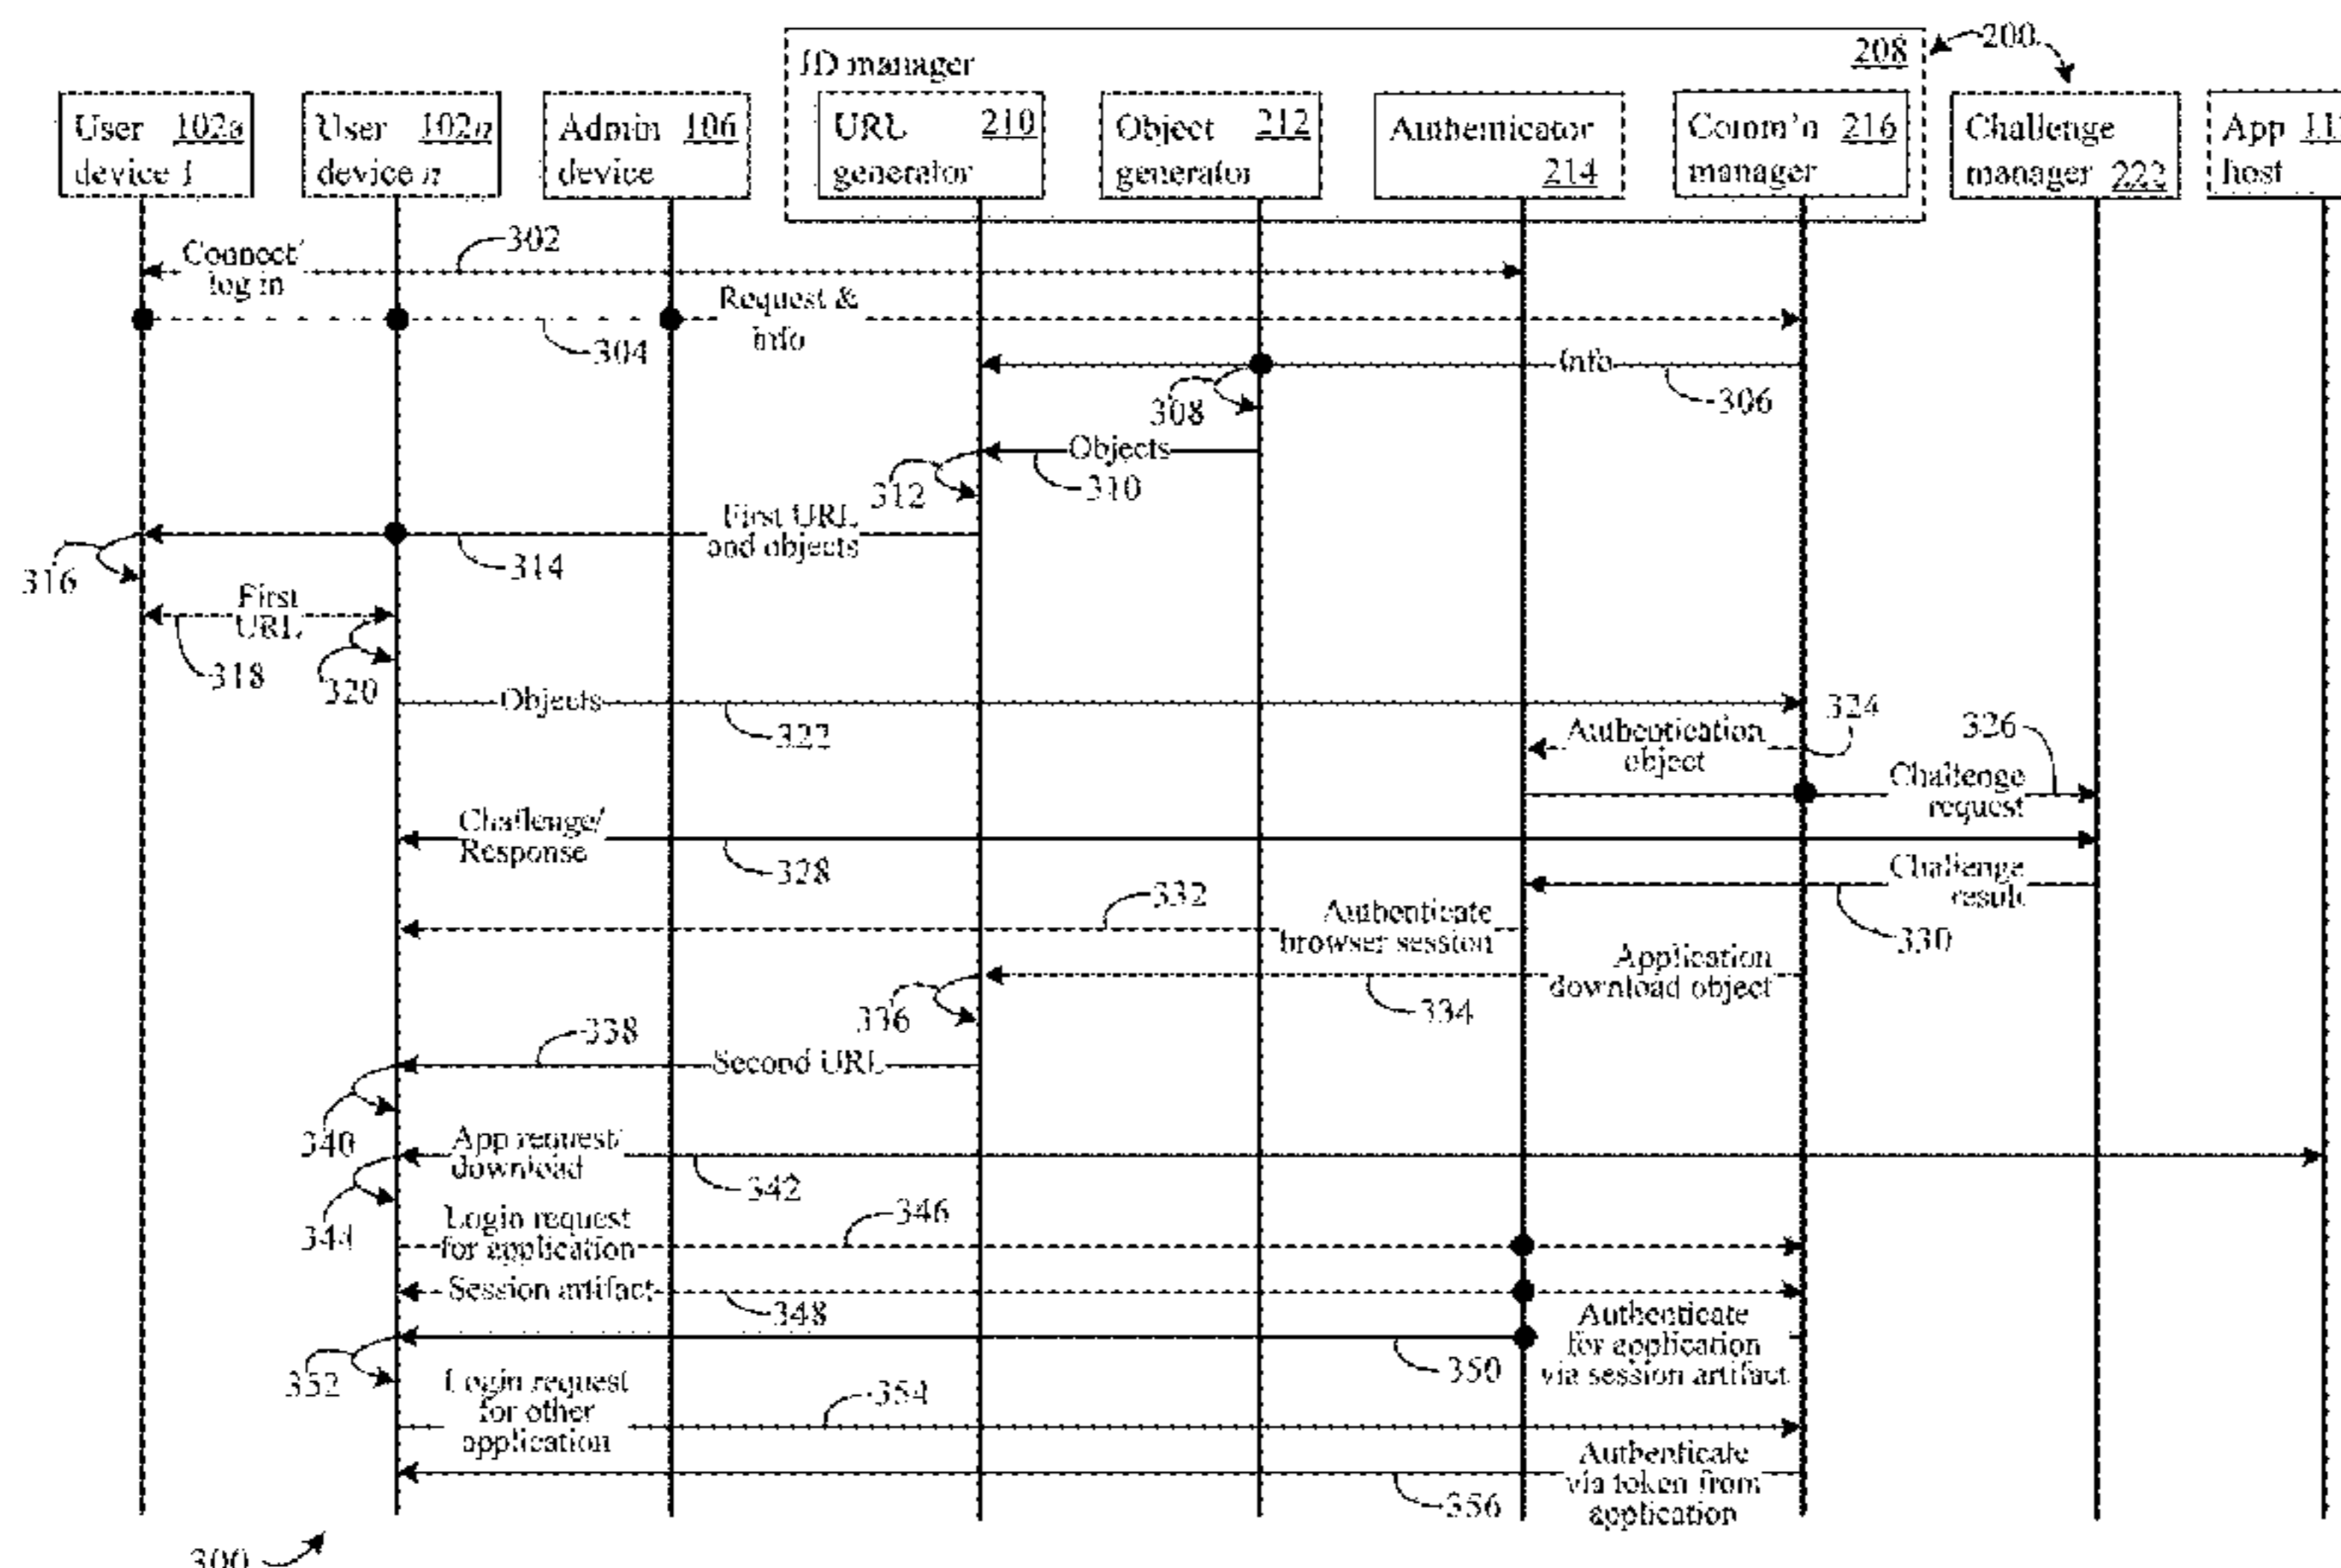 200
ID manager 208
User 102a
device 1
User 102n
device n
Admin 106
device
URL 210
generator
Object 212
generator
Authenticator
214
Comm'n 216
manager
Challenge
manager 222
App
host
Connect/
log in
302
Request &
info
304
Info
306
308
Objects
310
312
First URL
and objects
314
316
First
URL
318
320
Objects
322
324
Authentication
object
326
Challenge
request
Challenge/
Response
328
Challenge
result
330
332
Authenticate
browser session
Application
download object
334
336
338
Second URL
340
App request/
download
342
344
Login request
for application
346
Session artifact
348
Authenticate
for application
via session artifact
350
352
Login request
for other
application
354
Authenticate
via token from
application
356
300